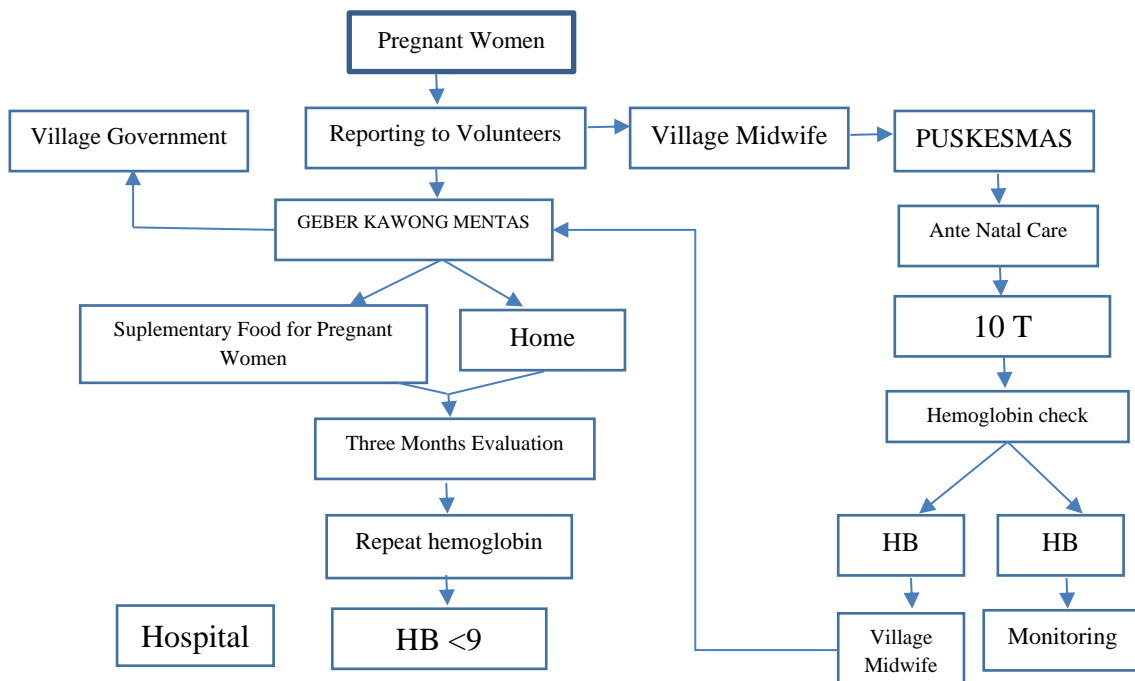 Pregnant Women
Village Government
Reporting to Volunteers
Village Midwife
PUSKESMAS
GEBER KAWONG MENTAS
Ante Natal Care
Suplementary Food for Pregnant
Women
Home
10 T
Three Months Evaluation
Hemoglobin check
Repeat hemoglobin
HB
HB
Hospital
HB <9
Village
Midwife
Monitoring